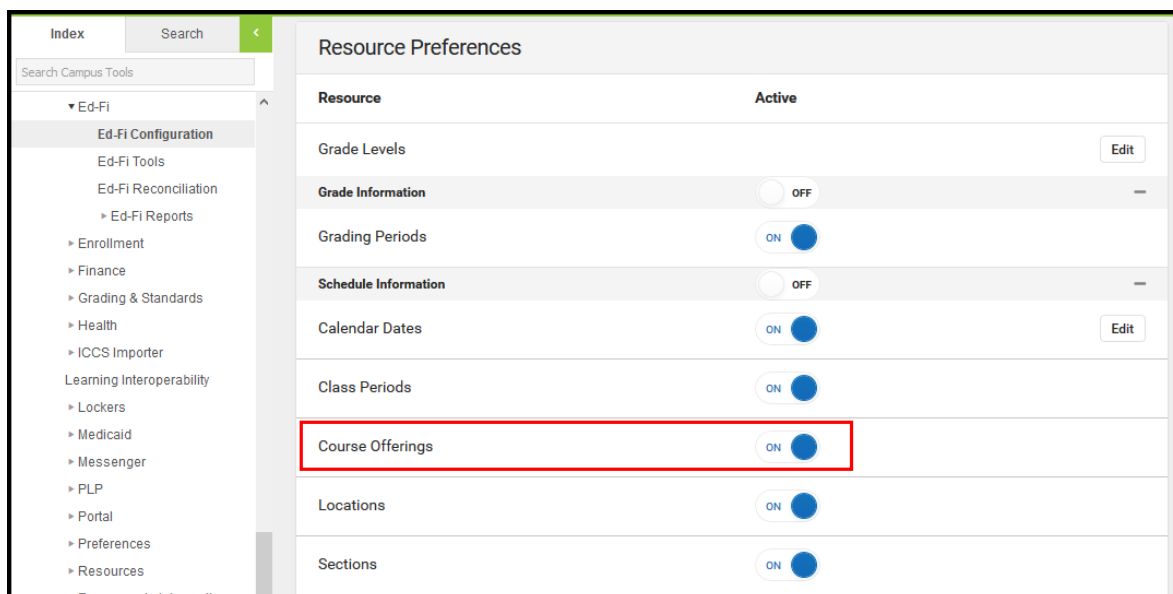 Index
Search
Search Campus Tools
Ed-Fi
Ed-Fi Configuration
Ed-Fi Tools
Ed-Fi Reconciliation
Ed-Fi Reports
Enrollment
Finance
Grading & Standards
Health
ICCS Importer
Learning Interoperability
Lockers
Medicaid
Messenger
PLP
Portal
Preferences
Resources
Resource Preferences
Resource Active
Grade Levels Edit
Grade Information OFF
Grading Periods ON
Schedule Information OFF
Calendar Dates ON Edit
Class Periods ON
Course Offerings ON
Locations ON
Sections ON